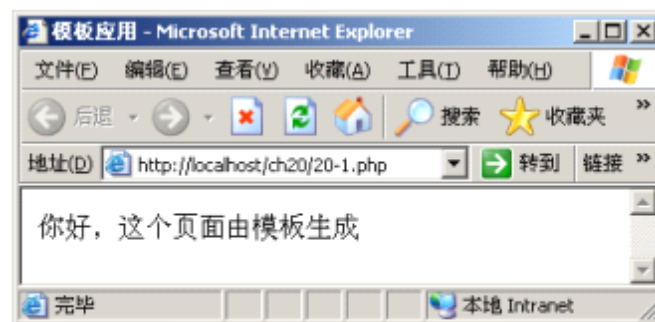 模板应用 - Microsoft Internet Explorer
文件(F) 编辑(E) 查看(V) 收藏(A) 工具(T) 帮助(H)
后退 搜索 收藏夹 »
地址(D) http://localhost/ch20/20-1.php 转到 链接 »
你好，这个页面由模板生成
完毕 本地 Intranet